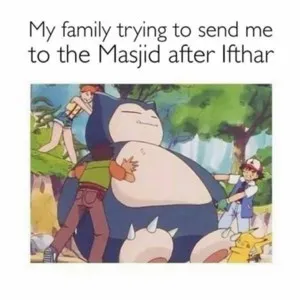 My family trying to send me
to the Masjid after Ifthar